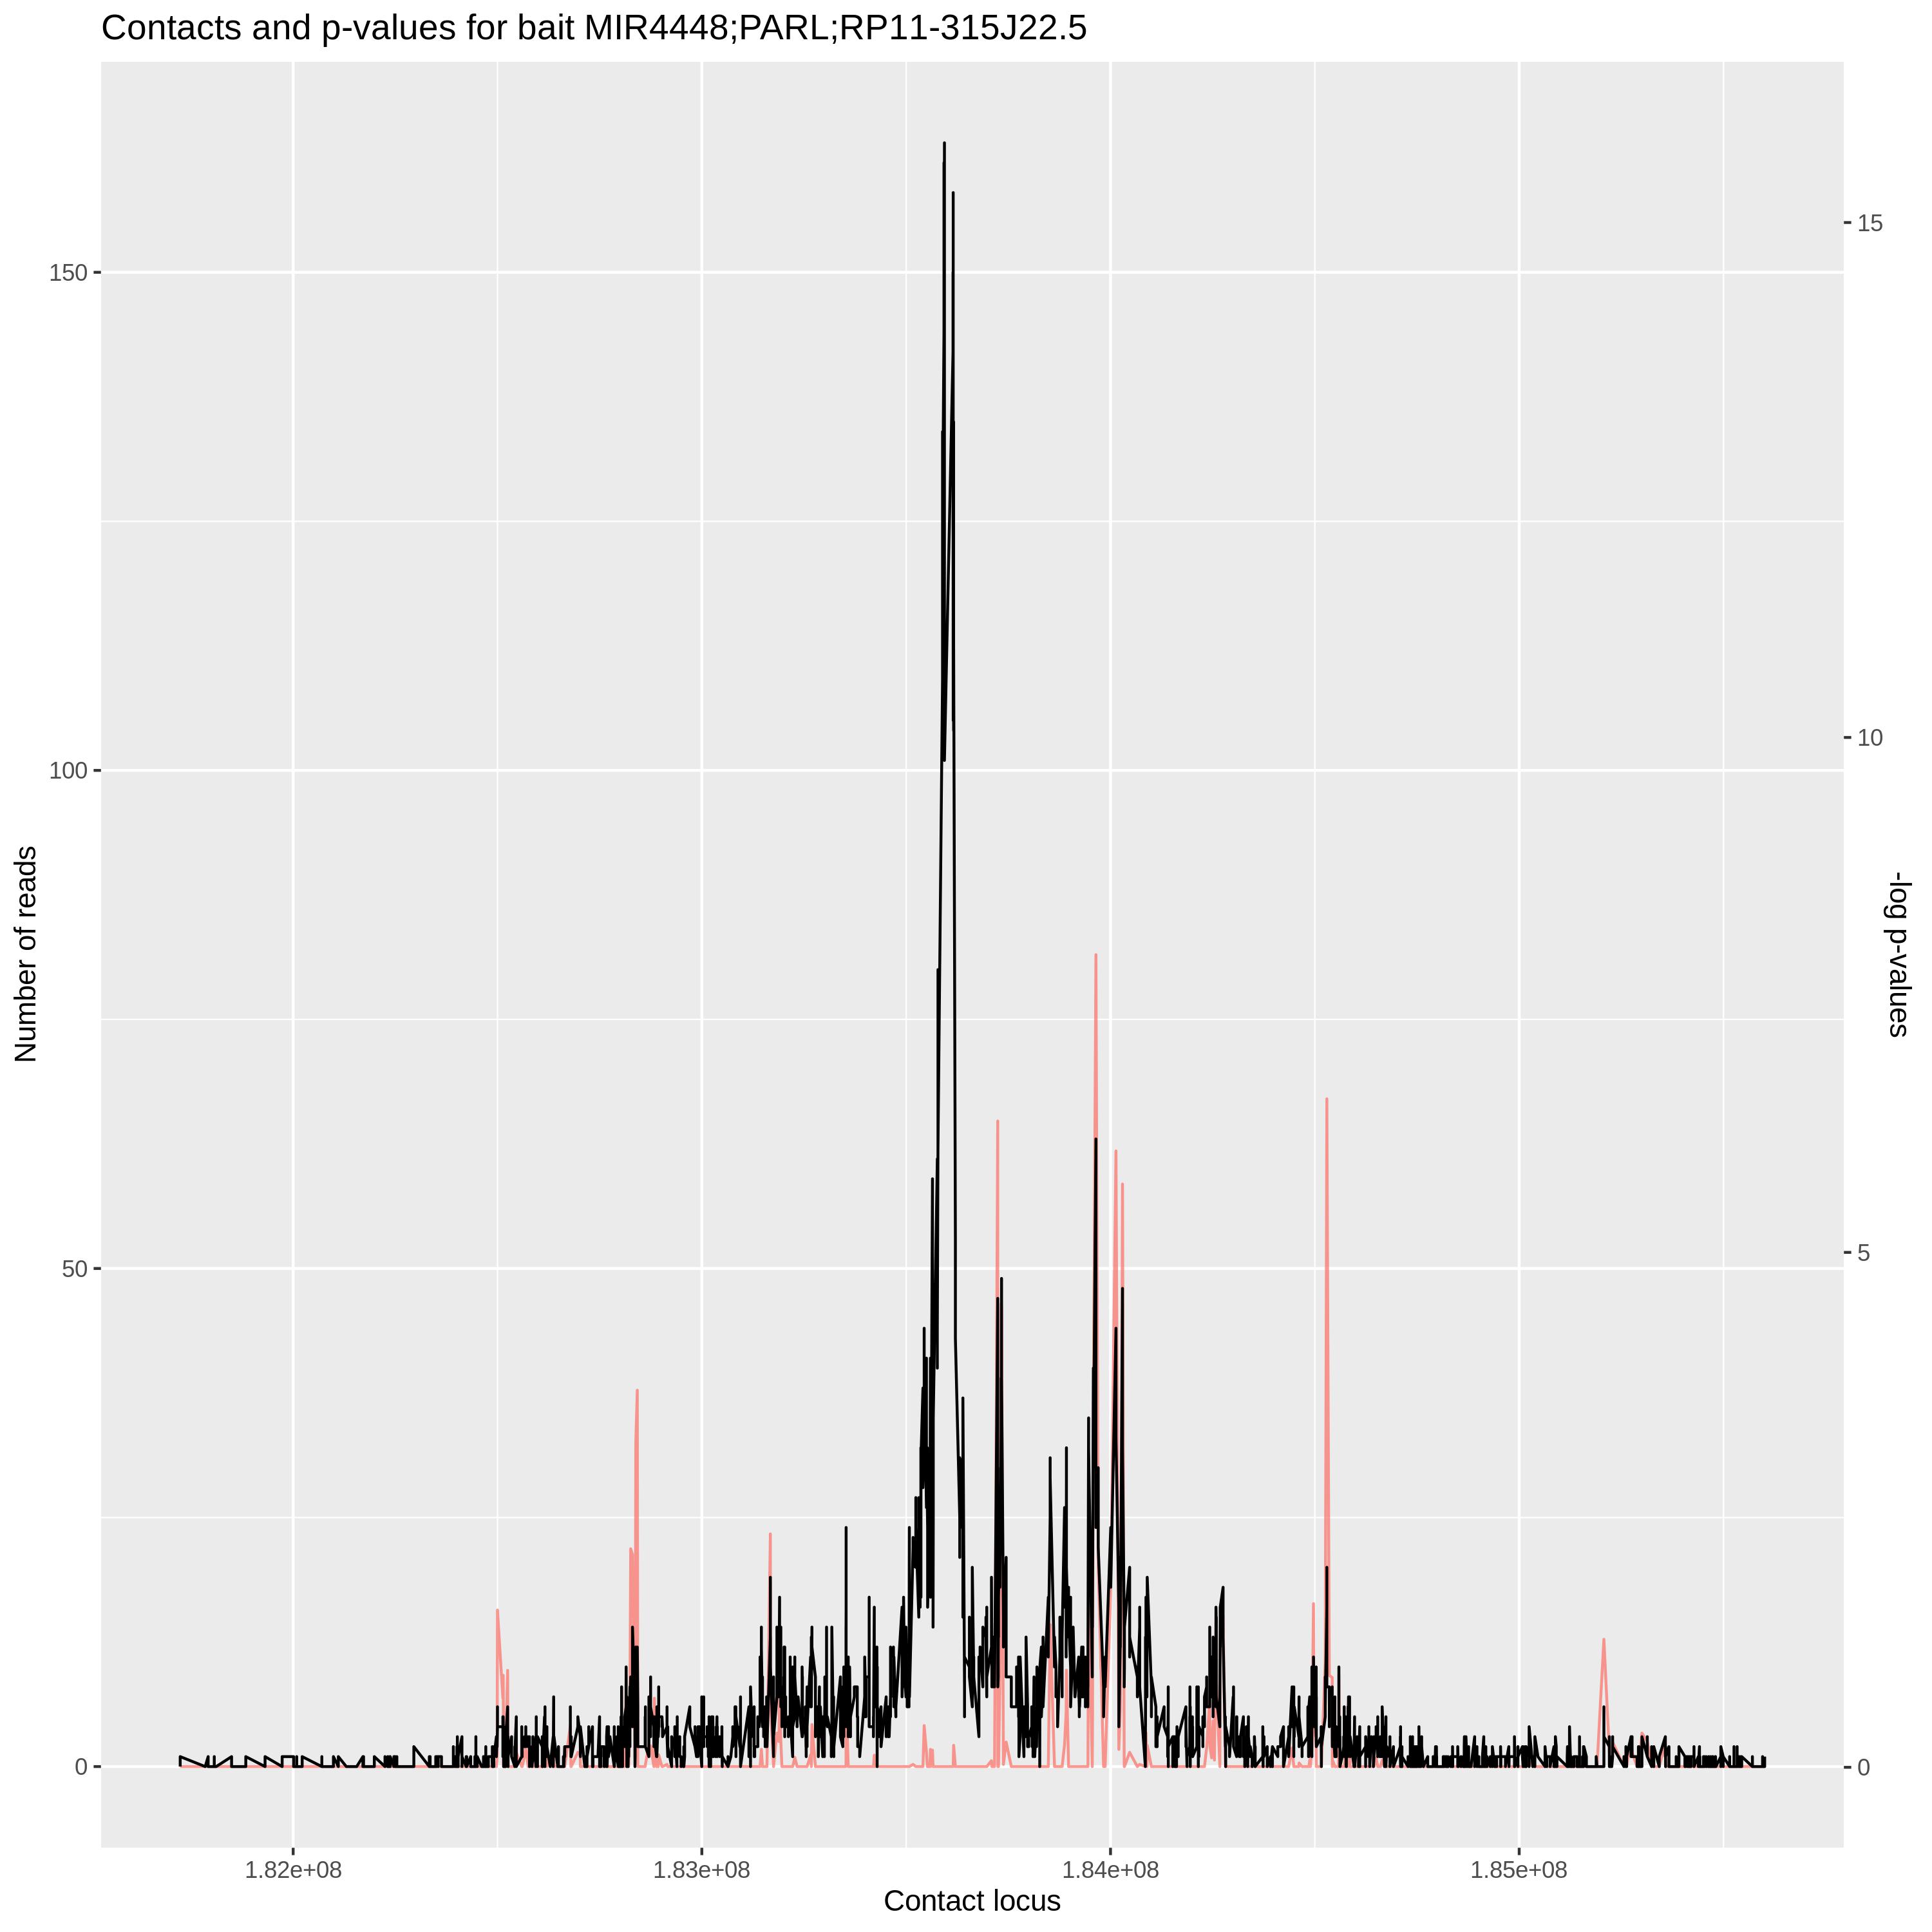 Contacts and p-values for bait MIR4448;PARL;RP11-315J22.5
Number of reads
150
100
50
0
15
10
5
0
-log p-values
1.82e+08
1.83e+08
1.84e+08
1.85e+08
Contact locus